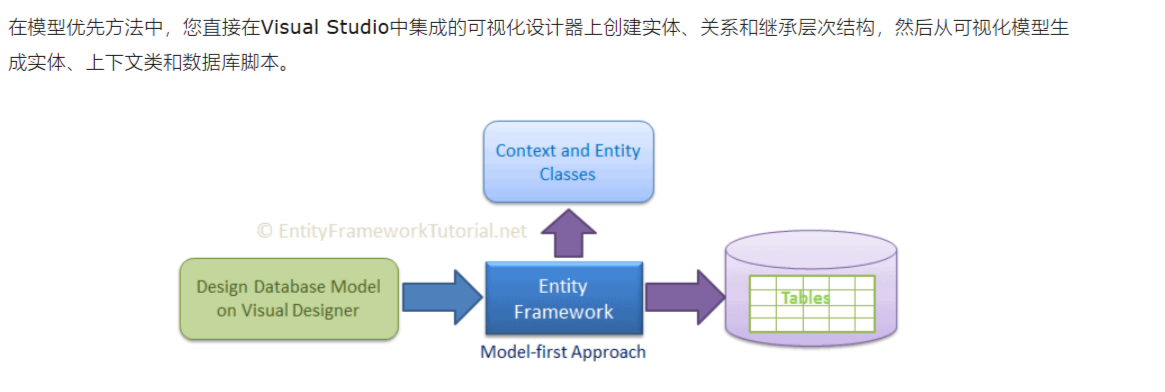 在模型优先方法中，您直接在Visual Studio中集成的可视化设计器上创建实体、关系和继承层次结构，然后从可视化模型生
成实体、上下文类和数据库脚本。
Context and Entity
Classes
© EntityFrameworkTutorial.net
Design Database Model
on Visual Designer
Entity
Framework
Tables
Model-first Approach